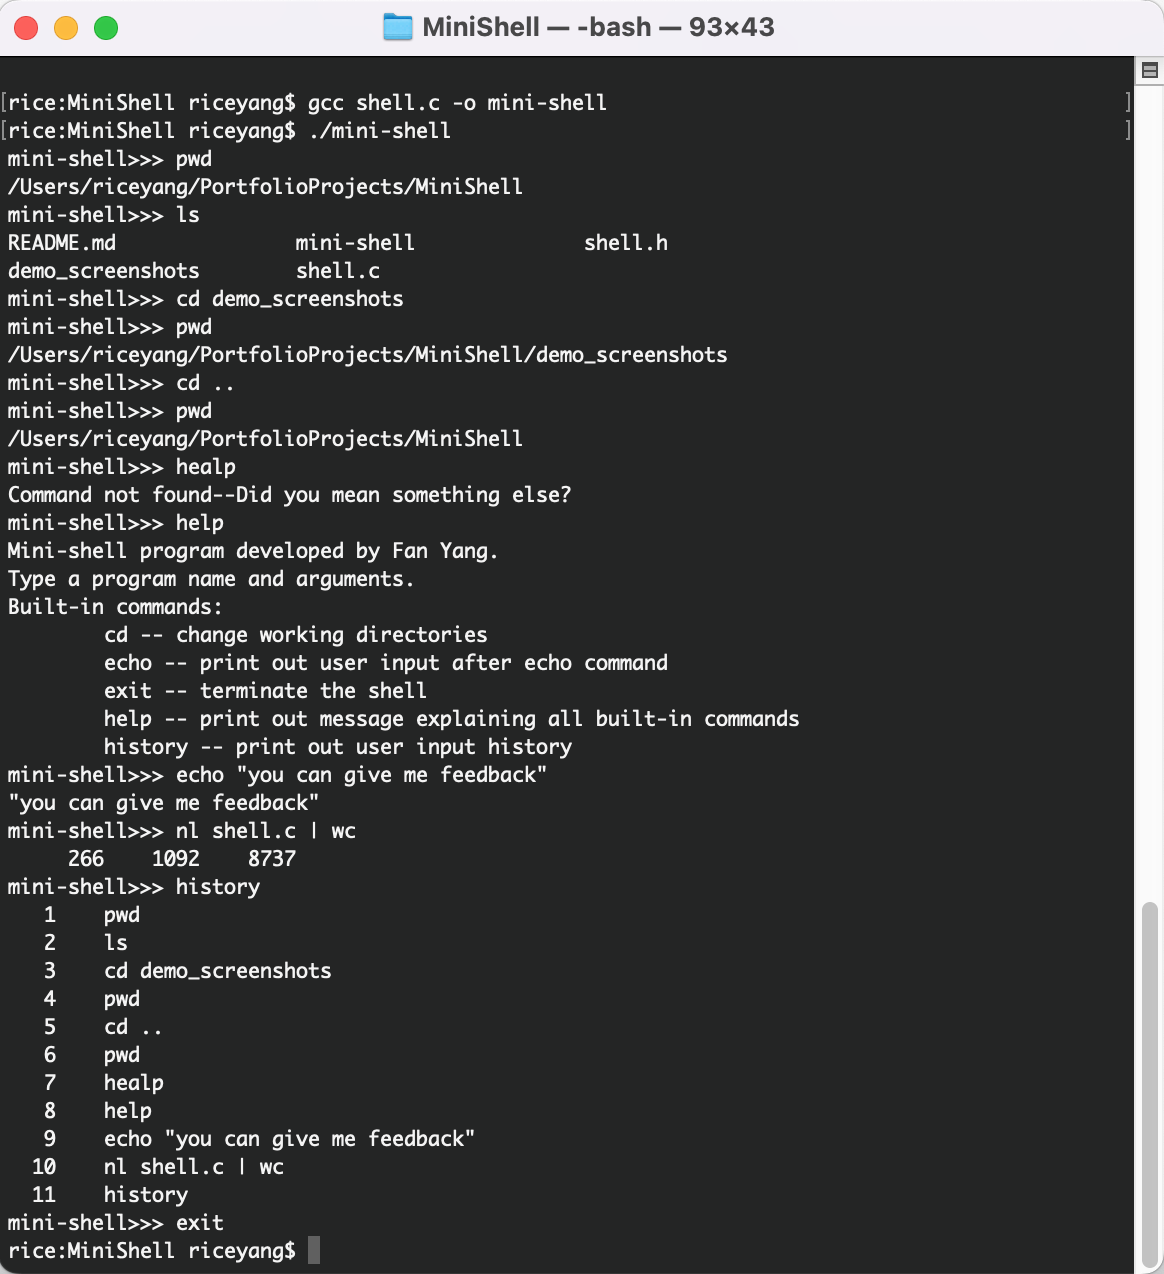 MiniShell — -bash — 93×43
[rice:MiniShell riceyang$ gcc shell.c -o mini-shell ]
[rice:MiniShell riceyang$ ./mini-shell ]
mini-shell>>> pwd
/Users/riceyang/PortfolioProjects/MiniShell
mini-shell>>> ls
README.md               mini-shell              shell.h
demo_screenshots        shell.c
mini-shell>>> cd demo_screenshots
mini-shell>>> pwd
/Users/riceyang/PortfolioProjects/MiniShell/demo_screenshots
mini-shell>>> cd ..
mini-shell>>> pwd
/Users/riceyang/PortfolioProjects/MiniShell
mini-shell>>> healp
Command not found--Did you mean something else?
mini-shell>>> help
Mini-shell program developed by Fan Yang.
Type a program name and arguments.
Built-in commands:
        cd -- change working directories
        echo -- print out user input after echo command
        exit -- terminate the shell
        help -- print out message explaining all built-in commands
        history -- print out user input history
mini-shell>>> echo "you can give me feedback"
"you can give me feedback"
mini-shell>>> nl shell.c | wc
     266    1092    8737
mini-shell>>> history
   1    pwd
   2    ls
   3    cd demo_screenshots
   4    pwd
   5    cd ..
   6    pwd
   7    healp
   8    help
   9    echo "you can give me feedback"
  10    nl shell.c | wc
  11    history
mini-shell>>> exit
rice:MiniShell riceyang$